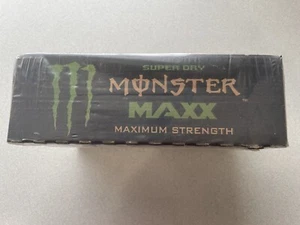 SUPER DRY
MONSTER
MAXX
MAXIMUM STRENGTH